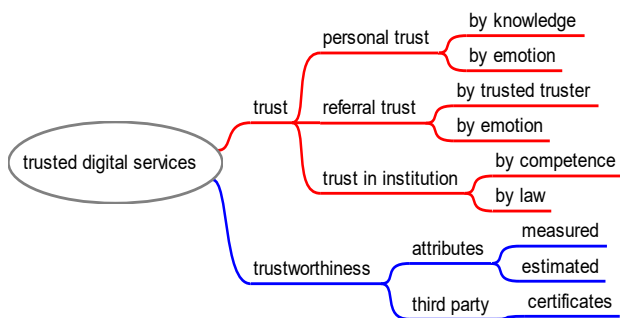 trusted digital services
trust
personal trust
by knowledge
by emotion
referral trust
by trusted truster
by emotion
trust in institution
by competence
by law
trustworthiness
attributes
measured
estimated
third party
certificates